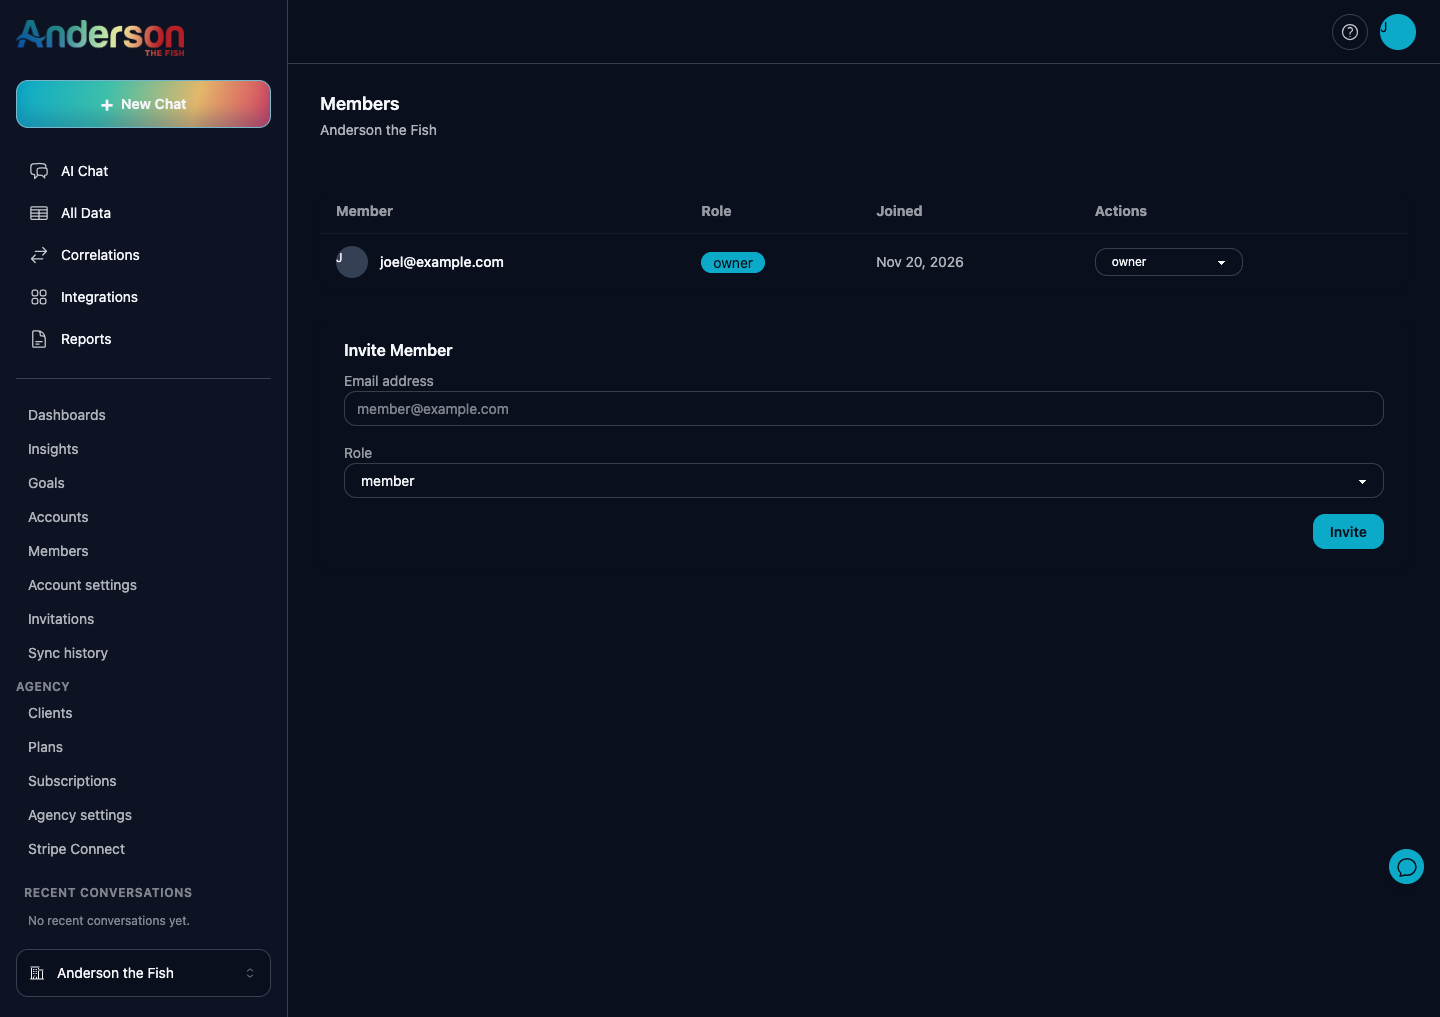 Anderson
THE FISH
New Chat
AI Chat
All Data
Correlations
Integrations
Reports
Dashboards
Insights
Goals
Accounts
Members
Account settings
Invitations
Sync history
AGENCY
Clients
Plans
Subscriptions
Agency settings
Stripe Connect
RECENT CONVERSATIONS
No recent conversations yet.
Anderson the Fish
J
Members
Anderson the Fish
Member Role Joined Actions
J joel@example.com owner Nov 20, 2026 owner
Invite Member
Email address
member@example.com
Role
member
Invite